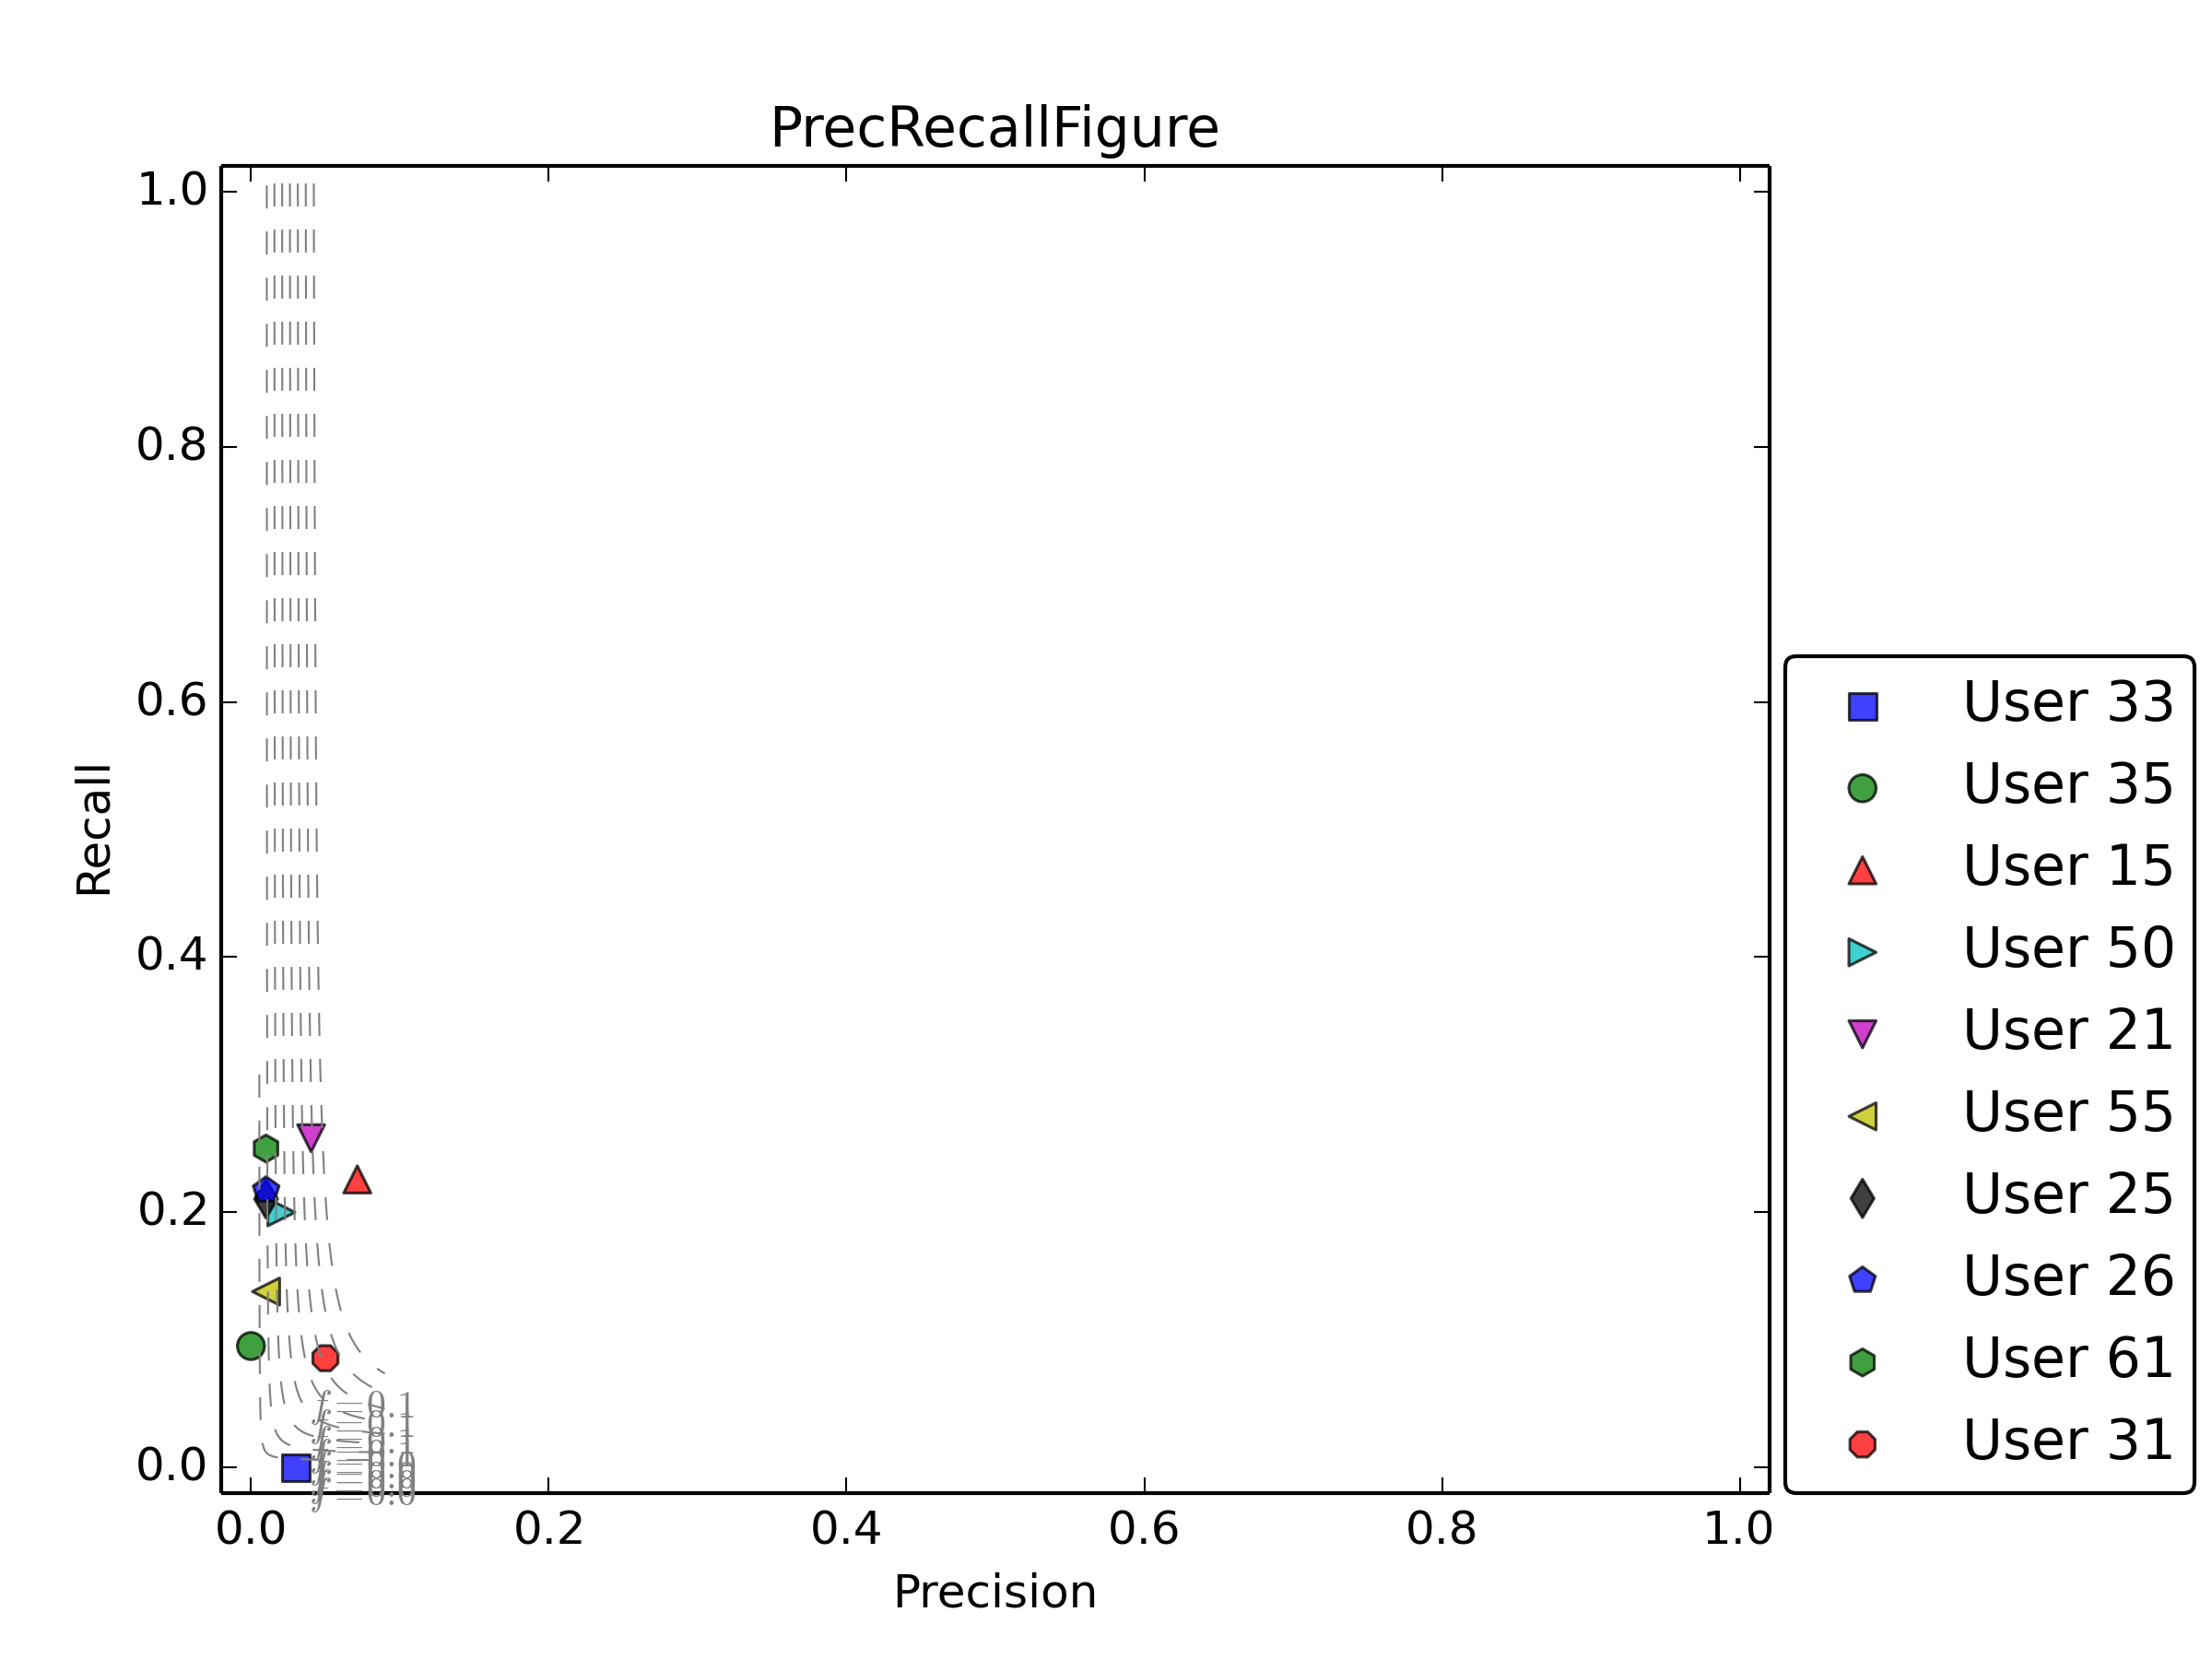 PrecRecallFigure
1.0
0.8
0.6
0.4
0.2
0.0
Recall
0.0 0.2 0.4 0.6 0.8 1.0
Precision
User 33
User 35
User 15
User 50
User 21
User 55
User 25
User 26
User 61
User 31